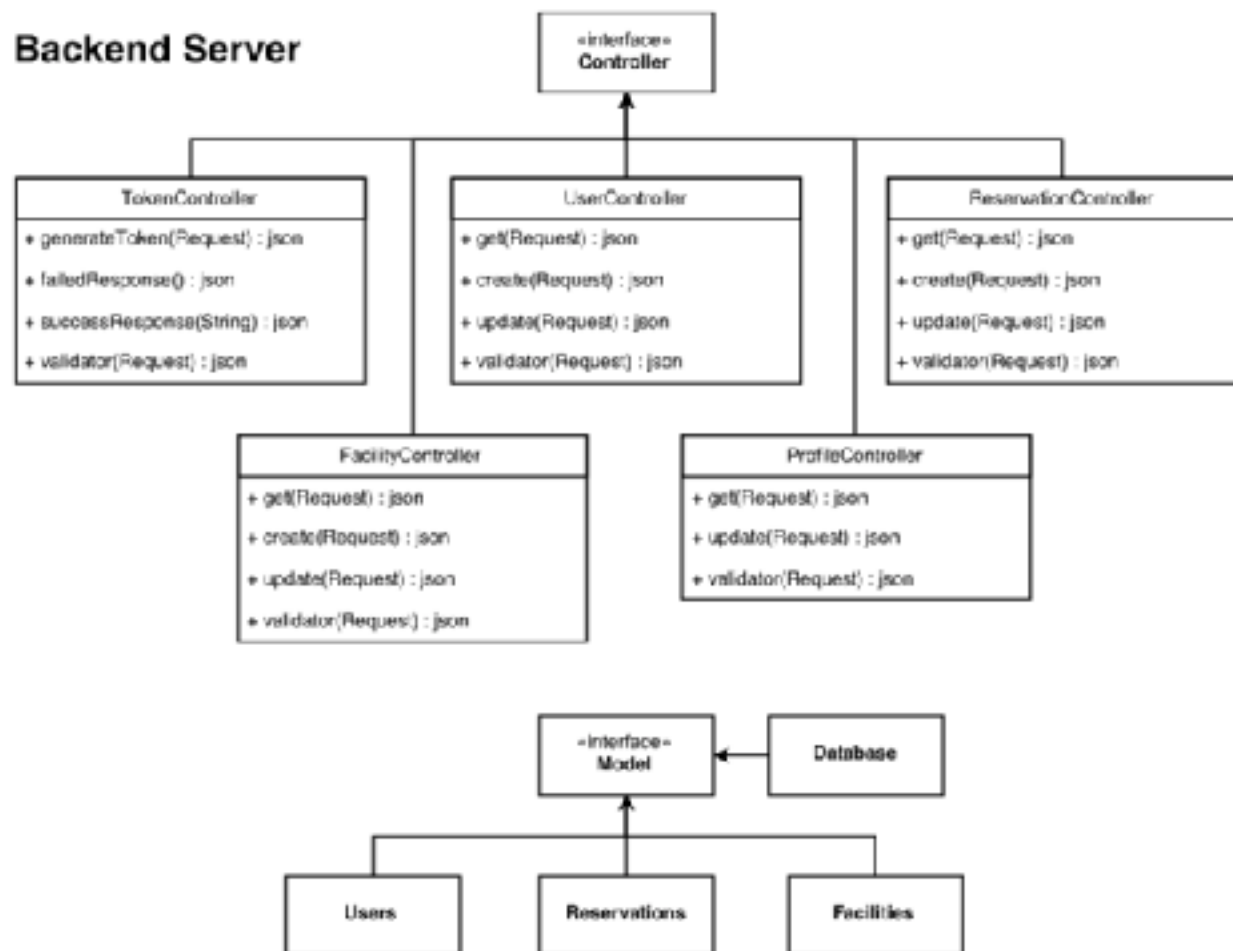 Backend Server
«interface»
Controller
TokenController
+ generateToken(Request) : json
+ failedResponse() : json
+ successResponse(String) : json
+ validator(Request) : json
UserController
+ get(Request) : json
+ create(Request) : json
+ update(Request) : json
+ validator(Request) : json
ReservationController
+ get(Request) : json
+ create(Request) : json
+ update(Request) : json
+ validator(Request) : json
FacilityController
+ get(Request) : json
+ create(Request) : json
+ update(Request) : json
+ validator(Request) : json
ProfileController
+ get(Request) : json
+ update(Request) : json
+ validator(Request) : json
«interface»
Model
Database
Users
Reservations
Facilities